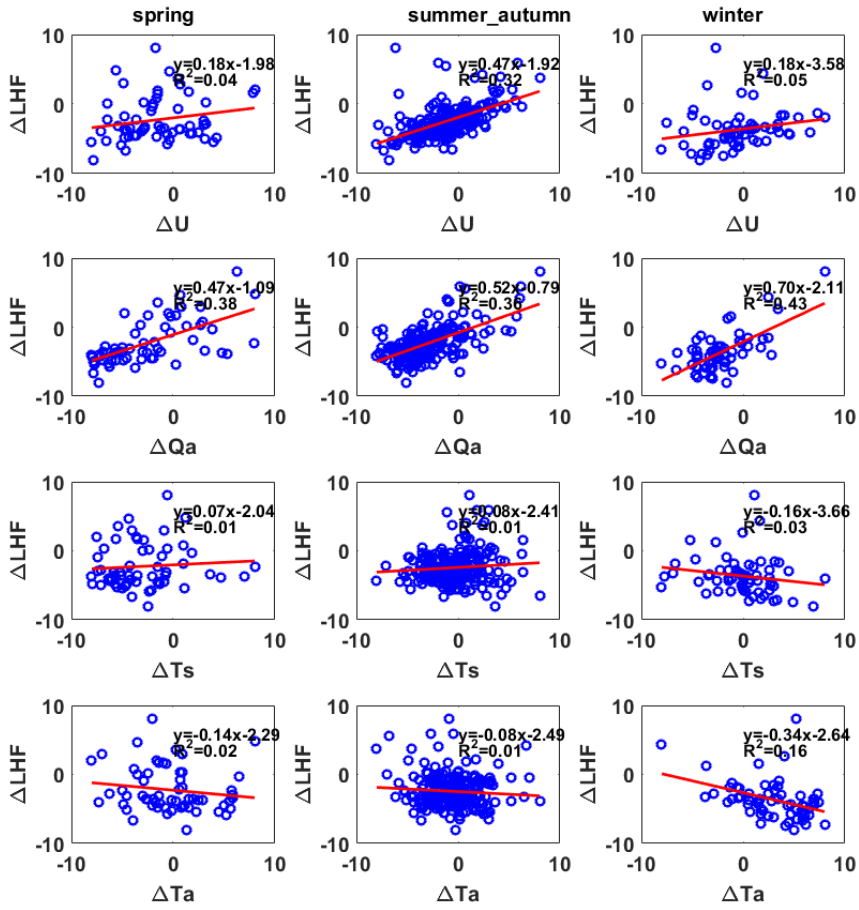 spring summer_autumn winter
10 10 10
y=0.18x-1.98 y=0.47x-1.92 y=0.18x-3.58
R²=0.04 R²=0.32 R²=0.05
ΔLHF ΔLHF ΔLHF
0 0 0
-10 -10 -10
-10 0 10 -10 0 10 -10 0 10
ΔU ΔU ΔU
10 10 10
y=0.47x-1.09 y=0.52x-0.79 y=0.70x-2.11
R²=0.38 R²=0.36 R²=0.43
ΔLHF ΔLHF ΔLHF
0 0 0
-10 -10 -10
-10 0 10 -10 0 10 -10 0 10
ΔQa ΔQa ΔQa
10 10 10
y=0.07x-2.04 y=0.08x-2.41 y=-0.16x-3.66
R²=0.01 R²=0.01 R²=0.03
ΔLHF ΔLHF ΔLHF
0 0 0
-10 -10 -10
-10 0 10 -10 0 10 -10 0 10
ΔTs ΔTs ΔTs
10 10 10
y=-0.14x-2.29 y=-0.08x-2.49 y=-0.34x-2.64
R²=0.02 R²=0.01 R²=0.16
ΔLHF ΔLHF ΔLHF
0 0 0
-10 -10 -10
-10 0 10 -10 0 10 -10 0 10
ΔTa ΔTa ΔTa